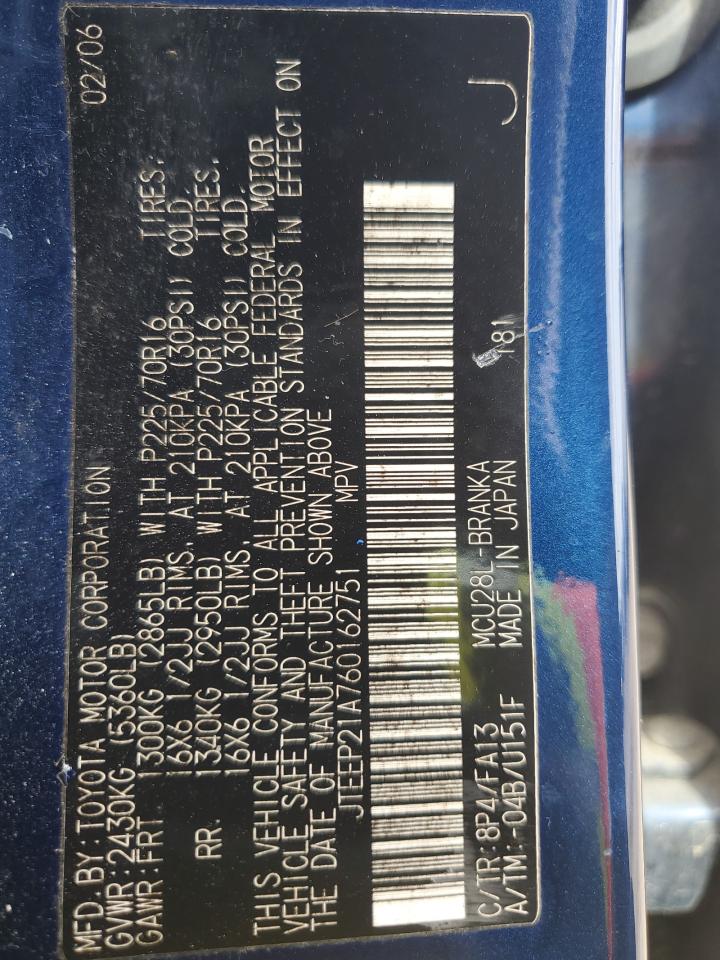 MFD. BY: TOYOTA MOTOR CORPORATION 02/06
GVWR: 2430KG (5360LB)
GAWR: FRT 1300KG (2865LB) WITH P225/70R16 TIRES.
16X6 1/2JJ RIMS, AT 210KPA (30PSI) COLD.
RR. 1340KG (2950LB) WITH P225/70R16 TIRES.
16X6 1/2JJ RIMS, AT 210KPA (30PSI) COLD.
THIS VEHICLE CONFORMS TO ALL APPLICABLE FEDERAL MOTOR
VEHICLE SAFETY AND THEFT PREVENTION STANDARDS IN EFFECT ON
THE DATE OF MANUFACTURE SHOWN ABOVE.
JTEEP21A760162751 MPV
C/TR: 8P4/FA13 MCU28L-BRANKA
A/TM: -04B/U151F MADE IN JAPAN 181 J